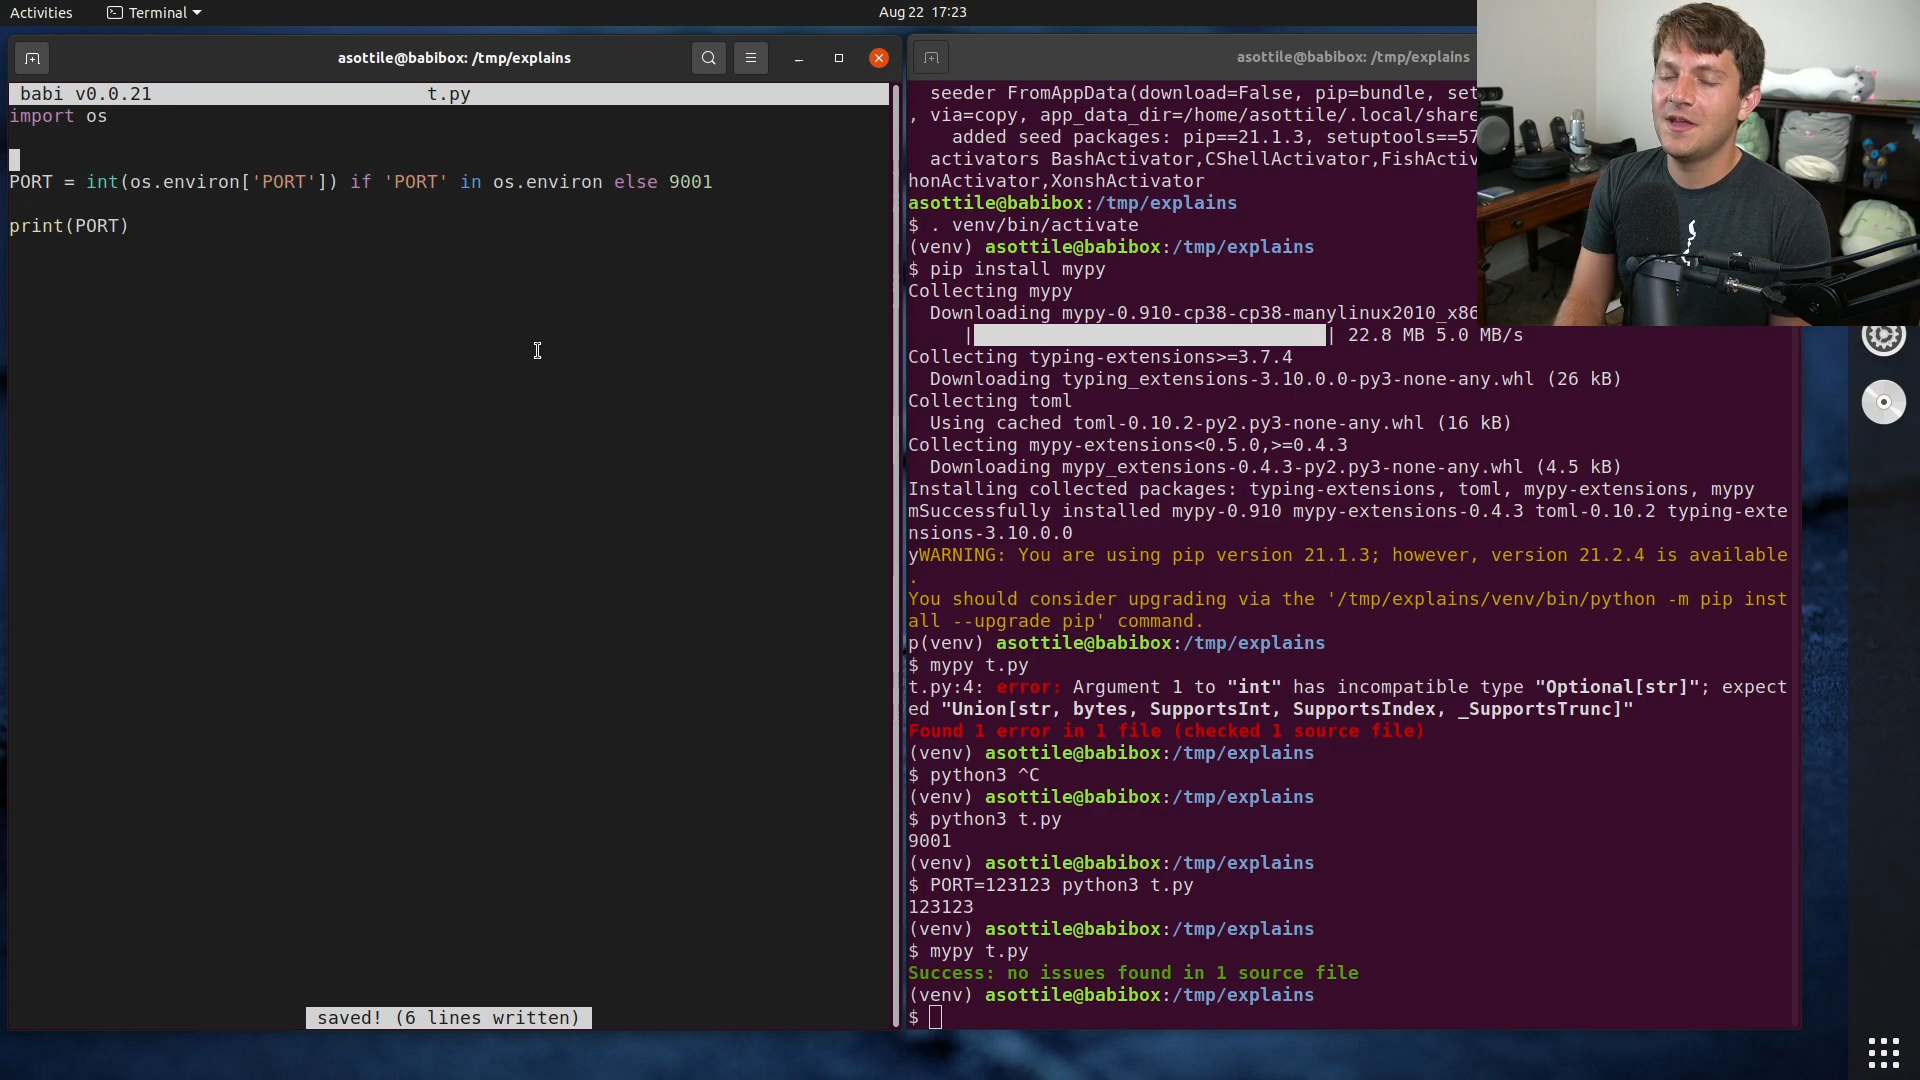 Activities
Terminal
Aug 22 17:23
asottile@babibox: /tmp/explains
babi v0.0.21
t.py
import os
PORT = int(os.environ['PORT']) if 'PORT' in os.environ else 9001
print(PORT)
saved! (6 lines written)
asottile@babibox: /tmp/explains
seeder FromAppData(download=False, pip=bundle, set
, via=copy, app_data_dir=/home/asottile/.local/share
added seed packages: pip==21.1.3, setuptools==57
activators BashActivator,CShellActivator,FishActiv
honActivator,XonshActivator
asottile@babibox:/tmp/explains
$ . venv/bin/activate
(venv) asottile@babibox:/tmp/explains
$ pip install mypy
Collecting mypy
Downloading mypy-0.910-cp38-cp38-manylinux2010_x86
| | 22.8 MB 5.0 MB/s
Collecting typing-extensions>=3.7.4
Downloading typing_extensions-3.10.0.0-py3-none-any.whl (26 kB)
Collecting toml
Using cached toml-0.10.2-py2.py3-none-any.whl (16 kB)
Collecting mypy-extensions<0.5.0,>=0.4.3
Downloading mypy_extensions-0.4.3-py2.py3-none-any.whl (4.5 kB)
Installing collected packages: typing-extensions, toml, mypy-extensions, mypy
mSuccessfully installed mypy-0.910 mypy-extensions-0.4.3 toml-0.10.2 typing-exte
nsions-3.10.0.0
yWARNING: You are using pip version 21.1.3; however, version 21.2.4 is available
.
You should consider upgrading via the '/tmp/explains/venv/bin/python -m pip inst
all --upgrade pip' command.
p(venv) asottile@babibox:/tmp/explains
$ mypy t.py
t.py:4: error: Argument 1 to "int" has incompatible type "Optional[str]"; expect
ed "Union[str, bytes, SupportsInt, SupportsIndex, _SupportsTrunc]"
Found 1 error in 1 file (checked 1 source file)
(venv) asottile@babibox:/tmp/explains
$ python3 ^C
(venv) asottile@babibox:/tmp/explains
$ python3 t.py
9001
(venv) asottile@babibox:/tmp/explains
$ PORT=123123 python3 t.py
123123
(venv) asottile@babibox:/tmp/explains
$ mypy t.py
Success: no issues found in 1 source file
(venv) asottile@babibox:/tmp/explains
$